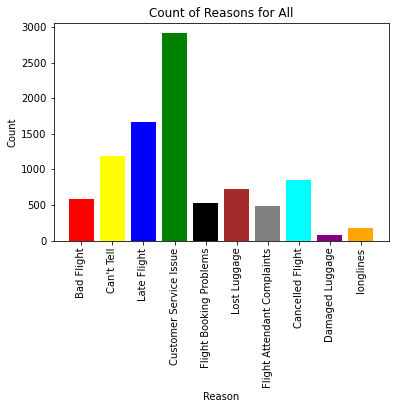 Count of Reasons for All
Count
3000
2500
2000
1500
1000
500
0
Bad Flight
Can't Tell
Late Flight
Customer Service Issue
Flight Booking Problems
Lost Luggage
Flight Attendant Complaints
Cancelled Flight
Damaged Luggage
longlines
Reason